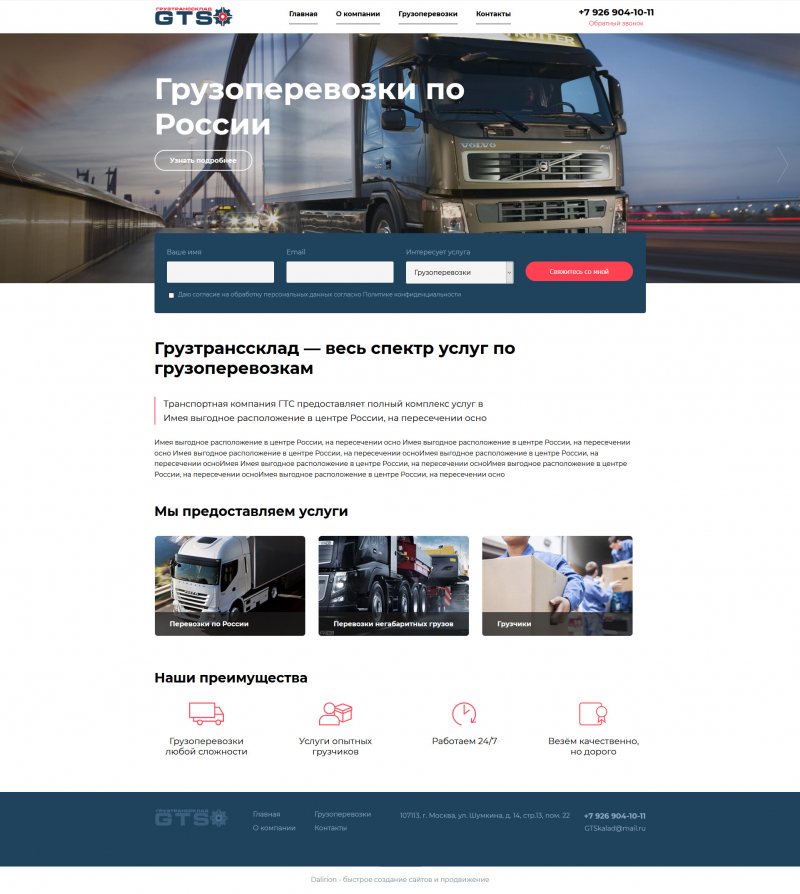 ГРУЗТРАНССКЛАД
GTS
Главная
О компании
Грузоперевозки
Контакты
+7 926 904-10-11
Обратный звонок
Грузоперевозки по
России
Узнать подробнее
VOLVO
Ваше имя
Email
Интересует услуга
Грузоперевозки
Свяжитесь со мной
Даю согласие на обработку персональных данных согласно Политике конфиденциальности
Грузтранссклад — весь спектр услуг по
грузоперевозкам
Транспортная компания ГТС предоставляет полный комплекс услуг в
Имея выгодное расположение в центре России, на пересечении осно
Имея выгодное расположение в центре России, на пересечении осно Имея выгодное расположение в центре России, на пересечении
осно Имея выгодное расположение в центре России, на пересечении осноИмея выгодное расположение в центре России, на
пересечении осноИмея Имея выгодное расположение в центре России, на пересечении осноИмея выгодное расположение в центре
России, на пересечении осноИмея выгодное расположение в центре России, на пересечении осно
Мы предоставляем услуги
Перевозки по России
Перевозки негабаритных грузов
Грузчики
Наши преимущества
Грузоперевозки
любой сложности
Услуги опытных
грузчиков
Работаем 24/7
Везём качественно,
но дорого
ГРУЗТРАНССКЛАД
GTS
Главная
О компании
Грузоперевозки
Контакты
107113, г. Москва, ул. Шумкина, д. 14, стр.13, пом. 22
+7 926 904-10-11
GTSkalad@mail.ru
Dalirion - быстрое создание сайтов и продвижение